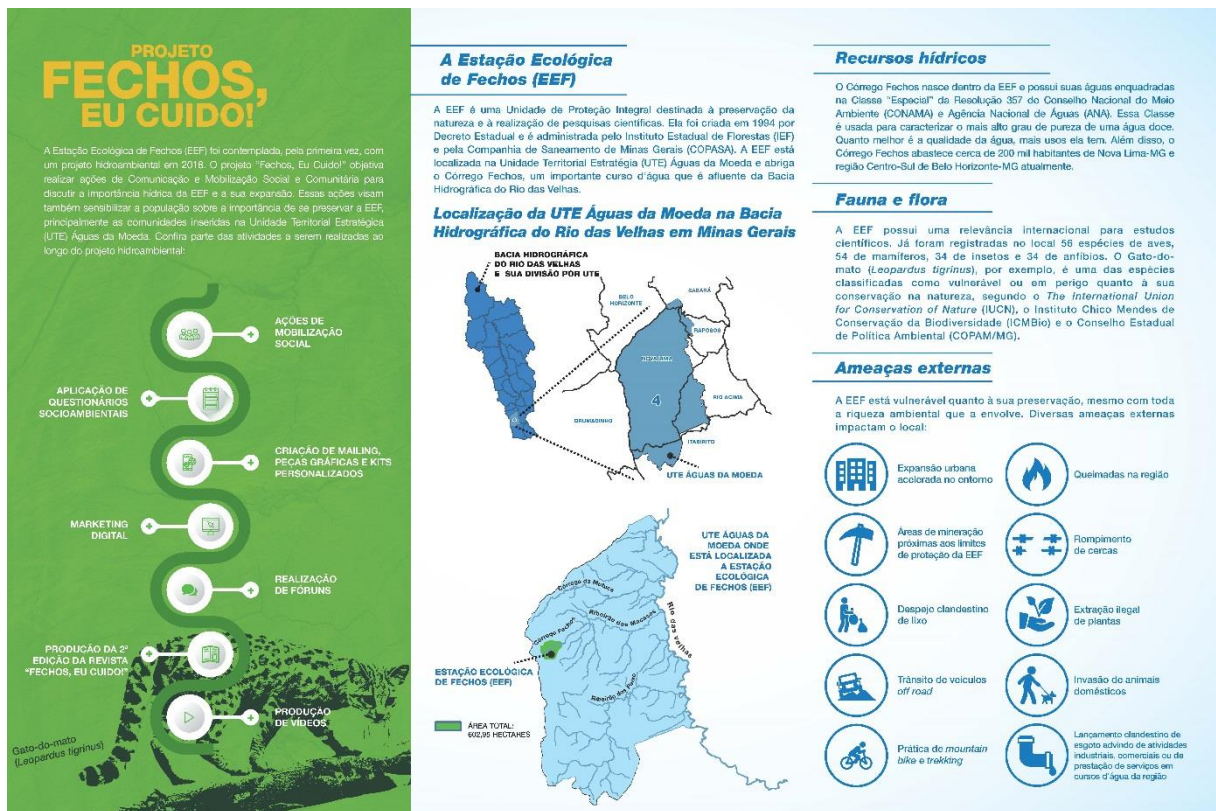 PROJETO
FECHOS,
EU CUIDO!
A Estação Ecológica de Fechos (EEF) foi contemplada, pela primeira vez, com
um projeto hidroambiental em 2018. O projeto "Fechos, Eu Cuido!" objetiva
realizar ações de Comunicação e Mobilização Social e Comunitária para
discutir a importância hídrica da EEF e a sua expansão. Essas ações visam
também sensibilizar a população sobre a importância de se preservar a EEF,
principalmente as comunidades inseridas na Unidade Territorial Estratégica
(UTE) Águas da Moeda. Confira parte das atividades a serem realizadas ao
longo do projeto hidroambiental:
AÇÕES DE
MOBILIZAÇÃO
SOCIAL
APLICAÇÃO DE
QUESTIONÁRIOS
SOCIOAMBIENTAIS
CRIAÇÃO DE MAILING,
PEÇAS GRÁFICAS E KITS
PERSONALIZADOS
MARKETING
DIGITAL
REALIZAÇÃO
DE FÓRUNS
PRODUÇÃO DA 2ª
EDIÇÃO DA REVISTA
"FECHOS, EU CUIDO!"
PRODUÇÃO
DE VÍDEOS
Gato-do-mato
(Leopardus tigrinus)
A Estação Ecológica
de Fechos (EEF)
A EEF é uma Unidade de Proteção Integral destinada à preservação da
natureza e à realização de pesquisas científicas. Ela foi criada em 1994 por
Decreto Estadual e é administrada pelo Instituto Estadual de Florestas (IEF)
e pela Companhia de Saneamento de Minas Gerais (COPASA). A EEF está
localizada na Unidade Territorial Estratégia (UTE) Águas da Moeda e abriga
o Córrego Fechos, um importante curso d'água que é afluente da Bacia
Hidrográfica do Rio das Velhas.
Localização da UTE Águas da Moeda na Bacia
Hidrográfica do Rio das Velhas em Minas Gerais
BACIA HIDROGRÁFICA
DO RIO DAS VELHAS
E SUA DIVISÃO POR UTE
BELO
HORIZONTE
SABARÁ
RAPOSOS
NOVA LIMA
4
RIO ACIMA
BRUMADINHO
ITABIRITO
UTE ÁGUAS DA MOEDA
UTE ÁGUAS DA
MOEDA ONDE
ESTÁ LOCALIZADA
A ESTAÇÃO
ECOLÓGICA
DE FECHOS (EEF)
Córrego da Mutuca
Ribeirão dos Macacos
Córrego Fechos
Rio das Velhas
ESTAÇÃO ECOLÓGICA
DE FECHOS (EEF)
Ribeirão dos
ÁREA TOTAL:
602,95 HECTARES
Recursos hídricos
O Córrego Fechos nasce dentro da EEF e possui suas águas enquadradas
na Classe "Especial" da Resolução 357 do Conselho Nacional do Meio
Ambiente (CONAMA) e Agência Nacional de Águas (ANA). Essa Classe
é usada para caracterizar o mais alto grau de pureza de uma água doce.
Quanto melhor é a qualidade da água, mais usos ela tem. Além disso, o
Córrego Fechos abastece cerca de 200 mil habitantes de Nova Lima-MG e
região Centro-Sul de Belo Horizonte-MG atualmente.
Fauna e flora
A EEF possui uma relevância internacional para estudos
científicos. Já foram registradas no local 56 espécies de aves,
54 de mamíferos, 34 de insetos e 34 de anfíbios. O Gato-do-
mato (Leopardus tigrinus), por exemplo, é uma das espécies
classificadas como vulnerável ou em perigo quanto à sua
conservação na natureza, segundo o The international Union
for Conservation of Nature (IUCN), o Instituto Chico Mendes de
Conservação da Biodiversidade (ICMBio) e o Conselho Estadual
de Política Ambiental (COPAM/MG).
Ameaças externas
A EEF está vulnerável quanto à sua preservação, mesmo com toda
a riqueza ambiental que a envolve. Diversas ameaças externas
impactam o local:
Expansão urbana
acelerada no entorno
Queimadas na região
Áreas de mineração
próximas aos limites
de proteção da EEF
Rompimento
de cercas
Despejo clandestino
de lixo
Extração ilegal
de plantas
Trânsito de veículos
off road
Invasão de animais
domésticos
Prática de mountain
bike e trekking
Lançamento clandestino de
esgoto advindo de atividades
industriais, comerciais ou de
prestação de serviços em
cursos d'água da região